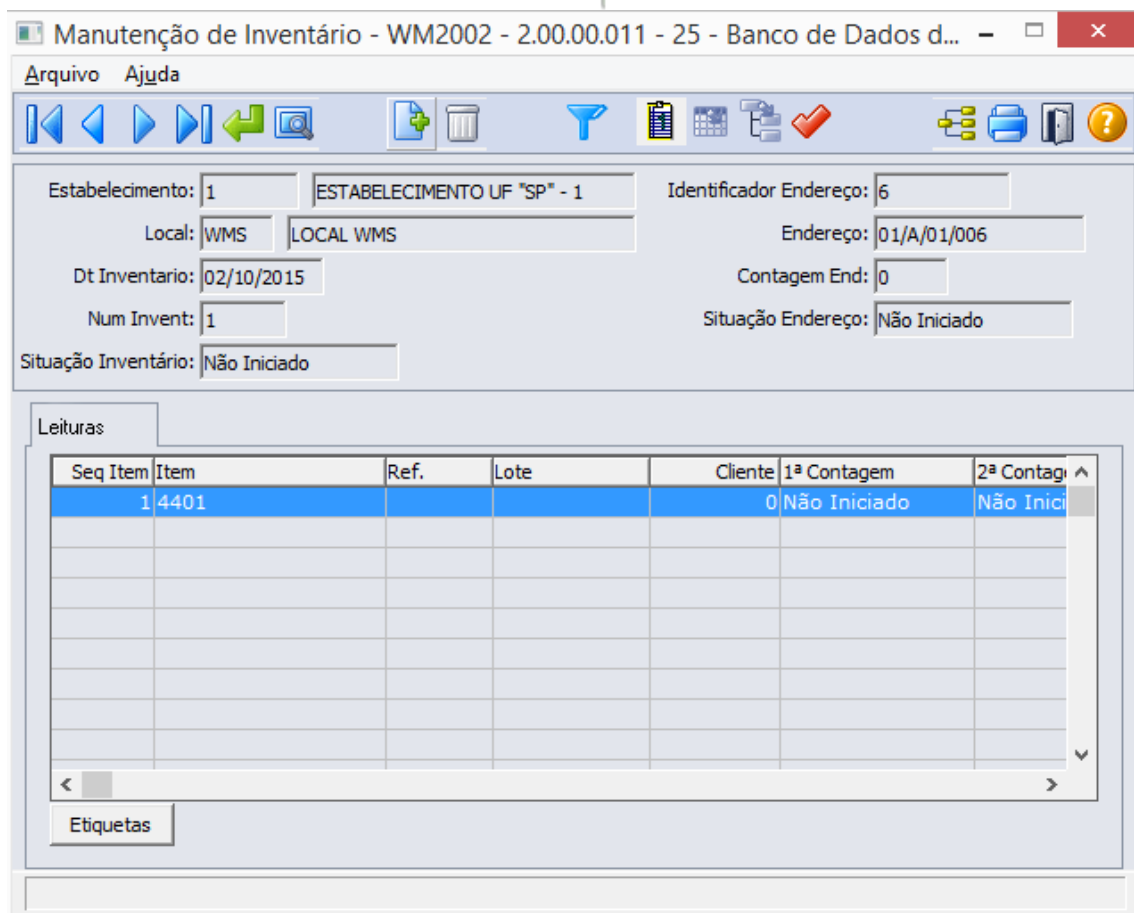 Manutenção de Inventário - WM2002 - 2.00.00.011 - 25 - Banco de Dados d...
Arquivo Ajuda
Estabelecimento: 1 ESTABELECIMENTO UF "SP" - 1 Identificador Endereço: 6
Local: WMS LOCAL WMS Endereço: 01/A/01/006
Dt Inventario: 02/10/2015 Contagem End: 0
Num Invent: 1 Situação Endereço: Não Iniciado
Situação Inventário: Não Iniciado
Leituras
Seq Item Item Ref. Lote Cliente 1ª Contagem 2ª Contag
1 4401 0 Não Iniciado Não Inici
Etiquetas